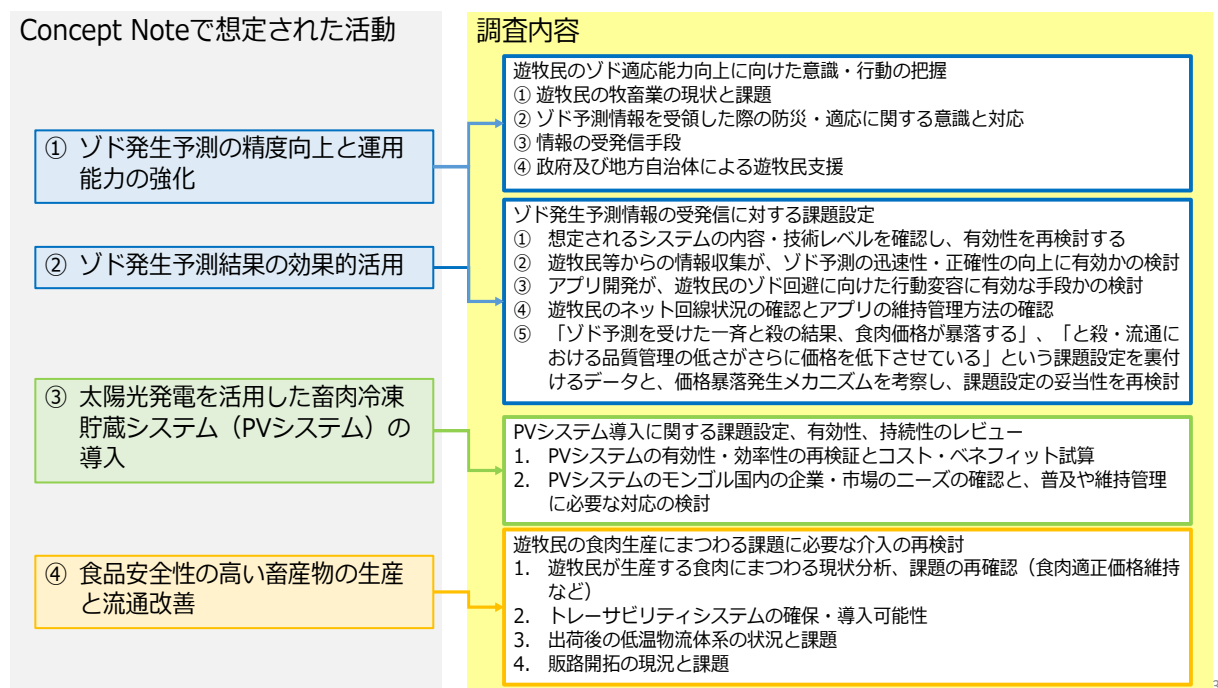 Concept Noteで想定された活動
① ゾド発生予測の精度向上と運用
能力の強化
② ゾド発生予測結果の効果的活用
③ 太陽光発電を活用した畜肉冷凍
貯蔵システム（PVシステム）の
導入
④ 食品安全性の高い畜産物の生産
と流通改善
調査内容
遊牧民のゾド適応能力向上に向けた意識・行動の把握
① 遊牧民の牧畜業の現状と課題
② ゾド予測情報を受領した際の防災・適応に関する意識と対応
③ 情報の受発信手段
④ 政府及び地方自治体による遊牧民支援
ゾド発生予測情報の受発信に対する課題設定
① 想定されるシステムの内容・技術レベルを確認し、有効性を再検討する
② 遊牧民等からの情報収集が、ゾド予測の迅速性・正確性の向上に有効かの検討
③ アプリ開発が、遊牧民のゾド回避に向けた行動変容に有効な手段かの検討
④ 遊牧民のネット回線状況の確認とアプリの維持管理方法の確認
⑤ 「ゾド予測を受けた一斉と殺の結果、食肉価格が暴落する」、「と殺・流通に
おける品質管理の低さがさらに価格を低下させている」という課題設定を裏付
けるデータと、価格暴落発生メカニズムを考察し、課題設定の妥当性を再検討
PVシステム導入に関する課題設定、有効性、持続性のレビュー
1. PVシステムの有効性・効率性の再検証とコスト・ベネフィット試算
2. PVシステムのモンゴル国内の企業・市場のニーズの確認と、普及や維持管理
に必要な対応の検討
遊牧民の食肉生産にまつわる課題に必要な介入の再検討
1. 遊牧民が生産する食肉にまつわる現状分析、課題の再確認（食肉適正価格維持
など）
2. トレーサビリティシステムの確保・導入可能性
3. 出荷後の低温物流体系の状況と課題
4. 販路開拓の現況と課題